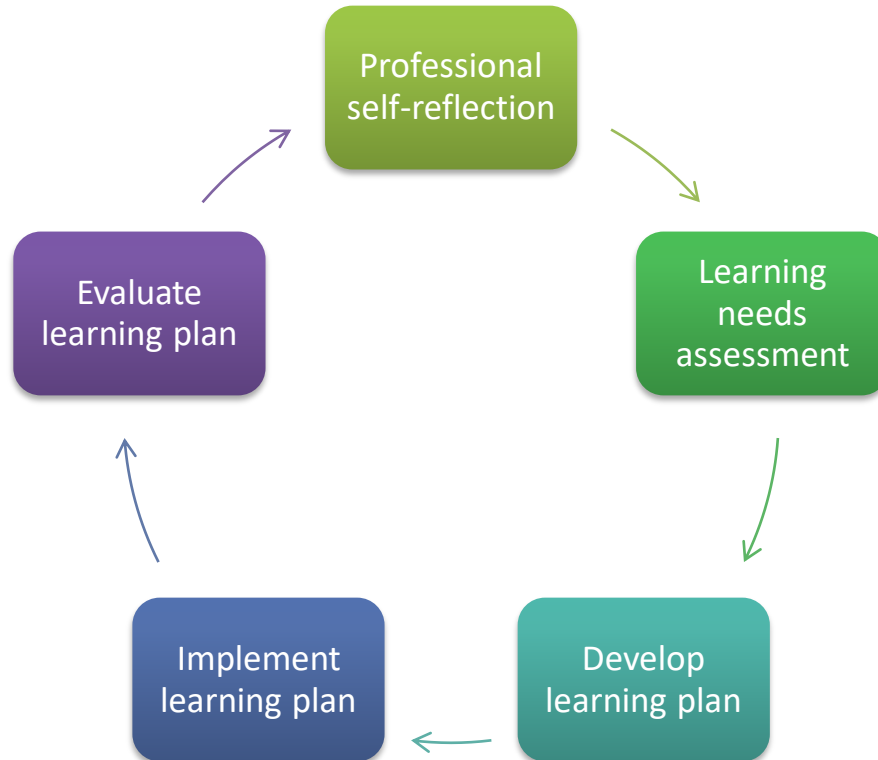 Professional
self-reflection
Learning
needs
assessment
Develop
learning plan
Implement
learning plan
Evaluate
learning plan